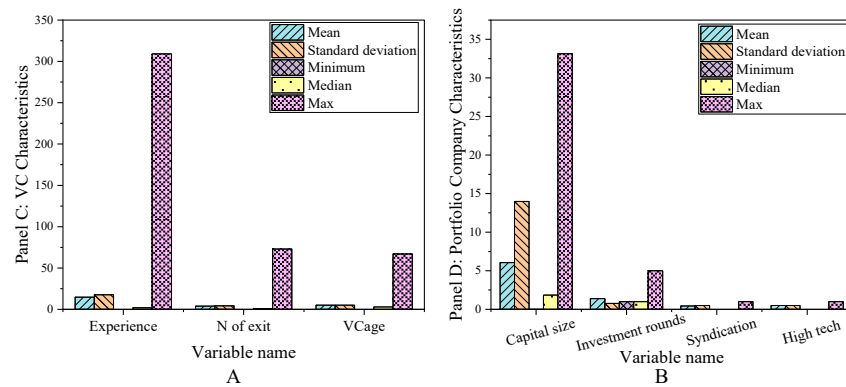 Panel C: VC Characteristics
350
300
250
200
150
100
50
0
Mean
Standard deviation
Minimum
Median
Max
Experience
N of exit
VCage
Variable name
A
Panel D: Portfolio Company Characteristics
35
30
25
20
15
10
5
0
Mean
Standard deviation
Minimum
Median
Max
Capital size
Investment rounds
Syndication
High tech
Variable name
B